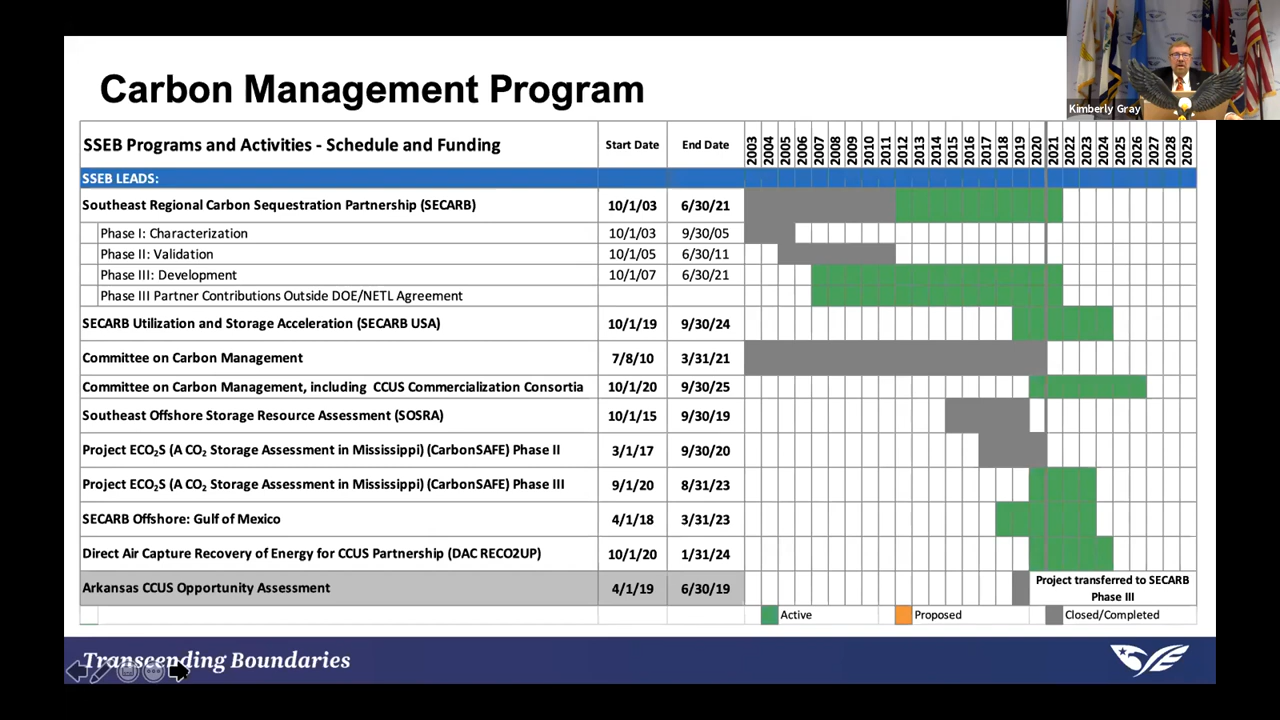 Carbon Management Program
Kimberly Gray
SSEB Programs and Activities - Schedule and Funding Start Date End Date 2003 2004 2005 2006 2007 2008 2009 2010 2011 2012 2013 2014 2015 2016 2017 2018 2019 2020 2021 2022 2023 2024 2025 2026 2027 2028 2029
SSEB LEADS:
Southeast Regional Carbon Sequestration Partnership (SECARB) 10/1/03 6/30/21
Phase I: Characterization 10/1/03 9/30/05
Phase II: Validation 10/1/05 6/30/11
Phase III: Development 10/1/07 6/30/21
Phase III Partner Contributions Outside DOE/NETL Agreement
SECARB Utilization and Storage Acceleration (SECARB USA) 10/1/19 9/30/24
Committee on Carbon Management 7/8/10 3/31/21
Committee on Carbon Management, including CCUS Commercialization Consortia 10/1/20 9/30/25
Southeast Offshore Storage Resource Assessment (SOSRA) 10/1/15 9/30/19
Project ECO₂S (A CO₂ Storage Assessment in Mississippi) (CarbonSAFE) Phase II 3/1/17 9/30/20
Project ECO₂S (A CO₂ Storage Assessment in Mississippi) (CarbonSAFE) Phase III 9/1/20 8/31/23
SECARB Offshore: Gulf of Mexico 4/1/18 3/31/23
Direct Air Capture Recovery of Energy for CCUS Partnership (DAC RECO2UP) 10/1/20 1/31/24
Arkansas CCUS Opportunity Assessment 4/1/19 6/30/19
Project transferred to SECARB
Phase III
Active Proposed Closed/Completed
Transcending Boundaries